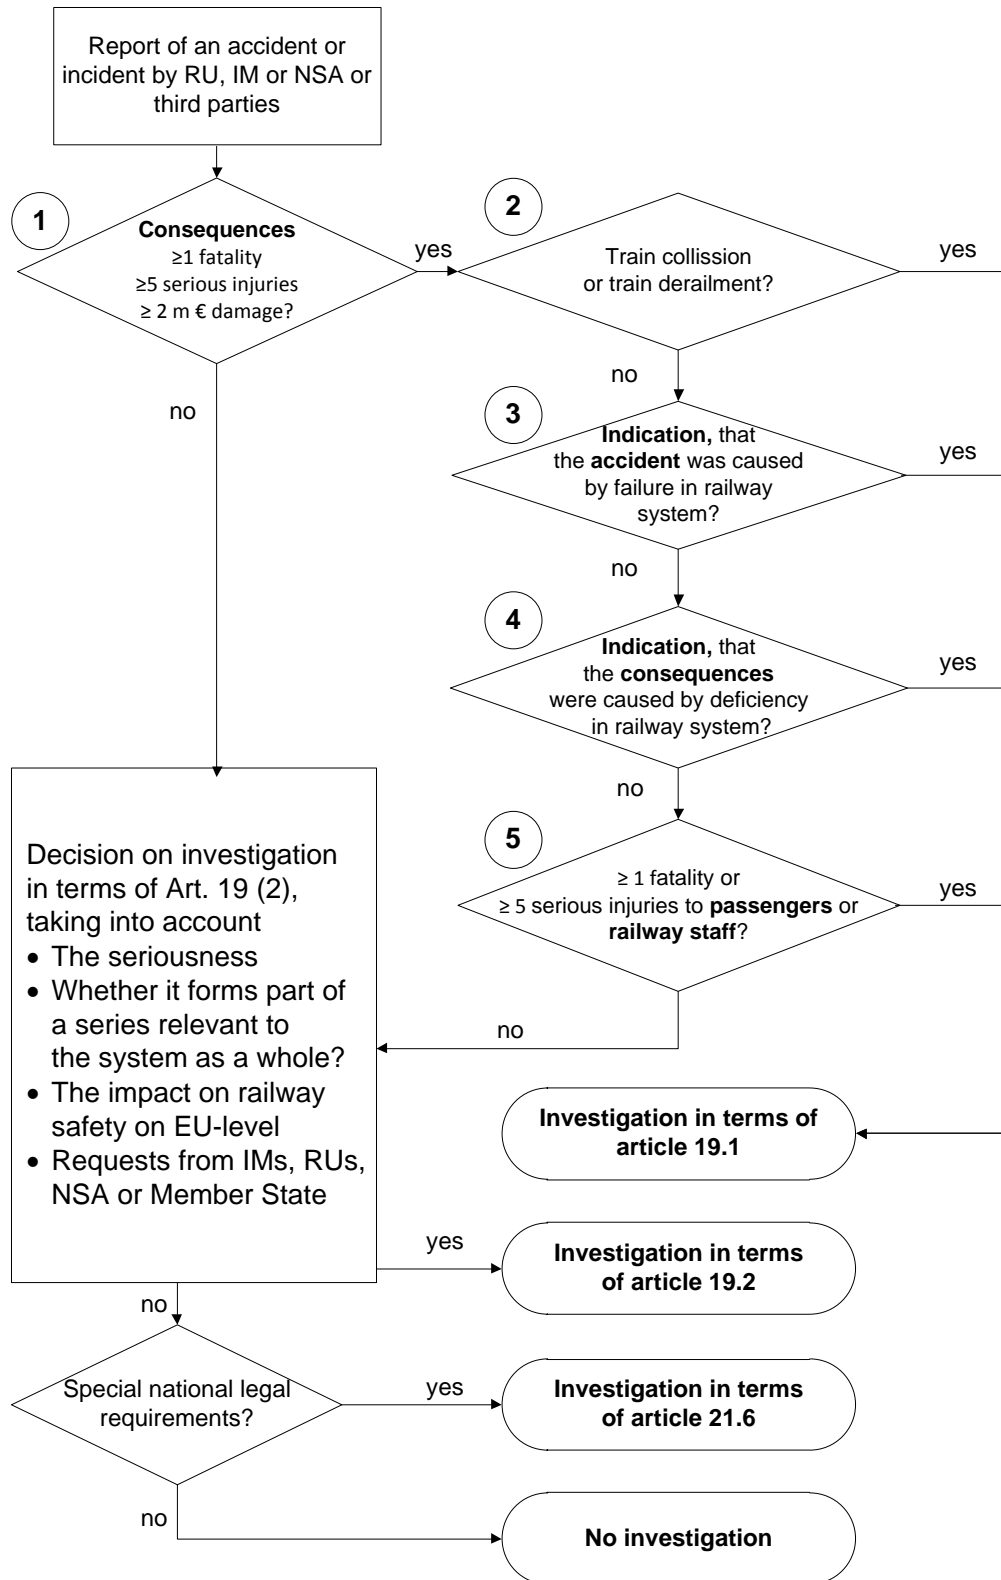 Report of an accident or
incident by RU, IM or NSA or
third parties
1
Consequences
≥1 fatality
≥5 serious injuries
≥ 2 m € damage?
yes
2
Train collission
or train derailment?
yes
no
no
3
Indication, that
the accident was caused
by failure in railway
system?
yes
no
4
Indication, that
the consequences
were caused by deficiency
in railway system?
yes
no
5
≥ 1 fatality or
≥ 5 serious injuries to passengers or
railway staff?
yes
no
Decision on investigation
in terms of Art. 19 (2),
taking into account
• The seriousness
• Whether it forms part of
a series relevant to
the system as a whole?
• The impact on railway
safety on EU-level
• Requests from IMs, RUs,
NSA or Member State
Investigation in terms of
article 19.1
yes
Investigation in terms
of article 19.2
no
Special national legal
requirements?
yes
Investigation in terms
of article 21.6
no
No investigation